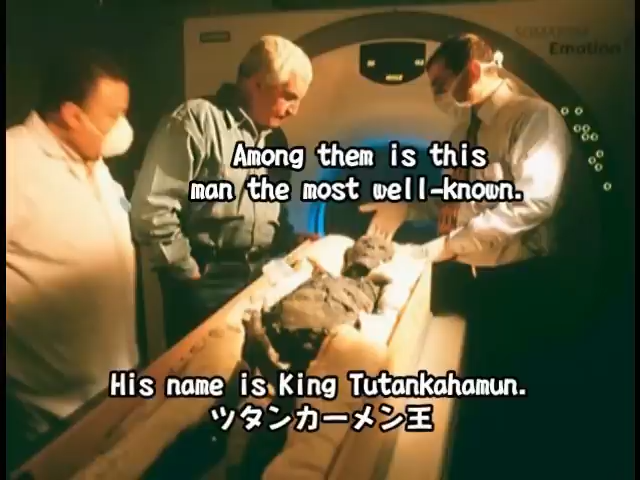 SOMATOM
Emotion
Among them is this
man the most well-known.
His name is King Tutankahamun.
ツタンカーメン王